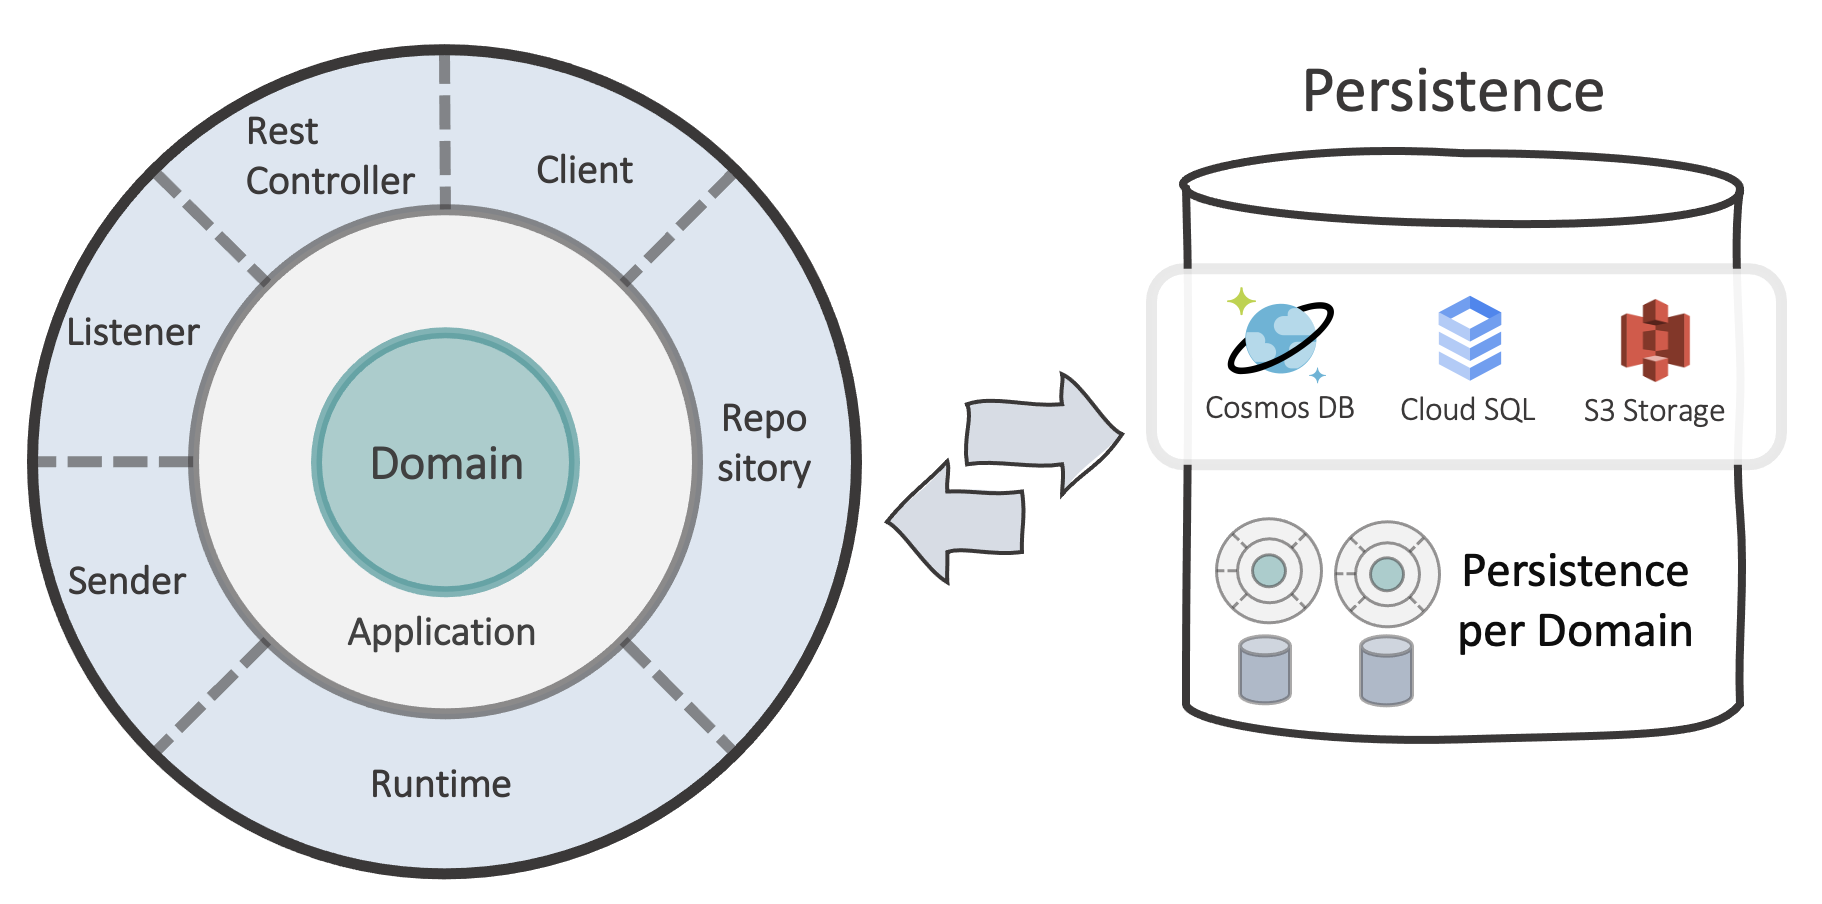 Persistence
Rest
Controller
Client
Listener
Repo
sitory
Domain
Sender
Application
Runtime
Cosmos DB
Cloud SQL
S3 Storage
Persistence
per Domain